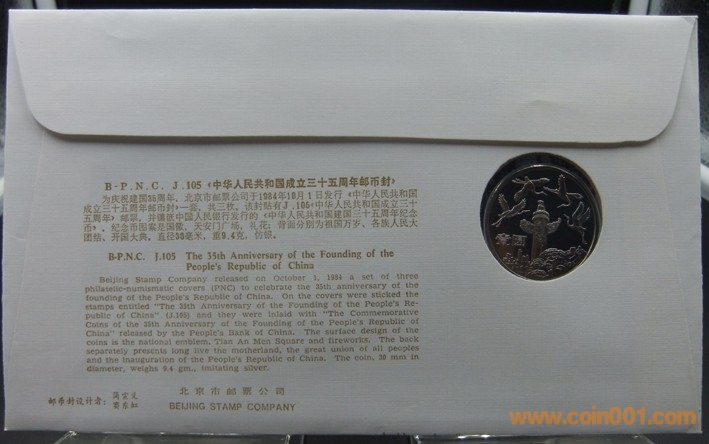 B-P.N.C. J.105《中华人民共和国成立三十五周年邮币封》
为庆祝建国35周年，北京市邮票公司于1984年10月1日发行《中华人民共和国
成立三十五周年邮币封》一套，共三枚。该封贴有J.105《中华人民共和国成立三十
五周年》邮票，并镶嵌中国人民银行发行的《中华人民共和国建国三十五周年纪念
币》。纪念币图案是国徽、天安门广场、礼花；背面分别为祖国万岁、各族人民大
团结、开国大典。直径30毫米，重9.4克。仿银。
B-P.N.C. J.105 The 35th Anniversary of the Founding of the
People's Republic of China
Beijing Stamp Company released on October 1, 1984 a set of three
philatelic-numismatic covers (PNC) to celebrate the 35th anniversary of the
founding of the People's Republic of China. On the covers were sticked the
stamps entitled "The 35th Anniversary of the Founding of the People's Re-
public of China" (J.105) and they were inlaid with "The Commemorative
Coins of the 35th Anniversary of the Founding of the People's Republic of
China" released by the People's Bank of China. The surface design of the
coins is the national emblem, Tian An Men Square and fireworks. The back
separately presents long live the motherland, the great union of all peoples
and the inauguration of the People's Republic of China. The coin, 30 mm in
diameter, weighs 9.4 gm., imitating silver.
邮币封设计者：
北京市邮票公司
BEIJING STAMP COMPANY
壹圆
www.coin001.com